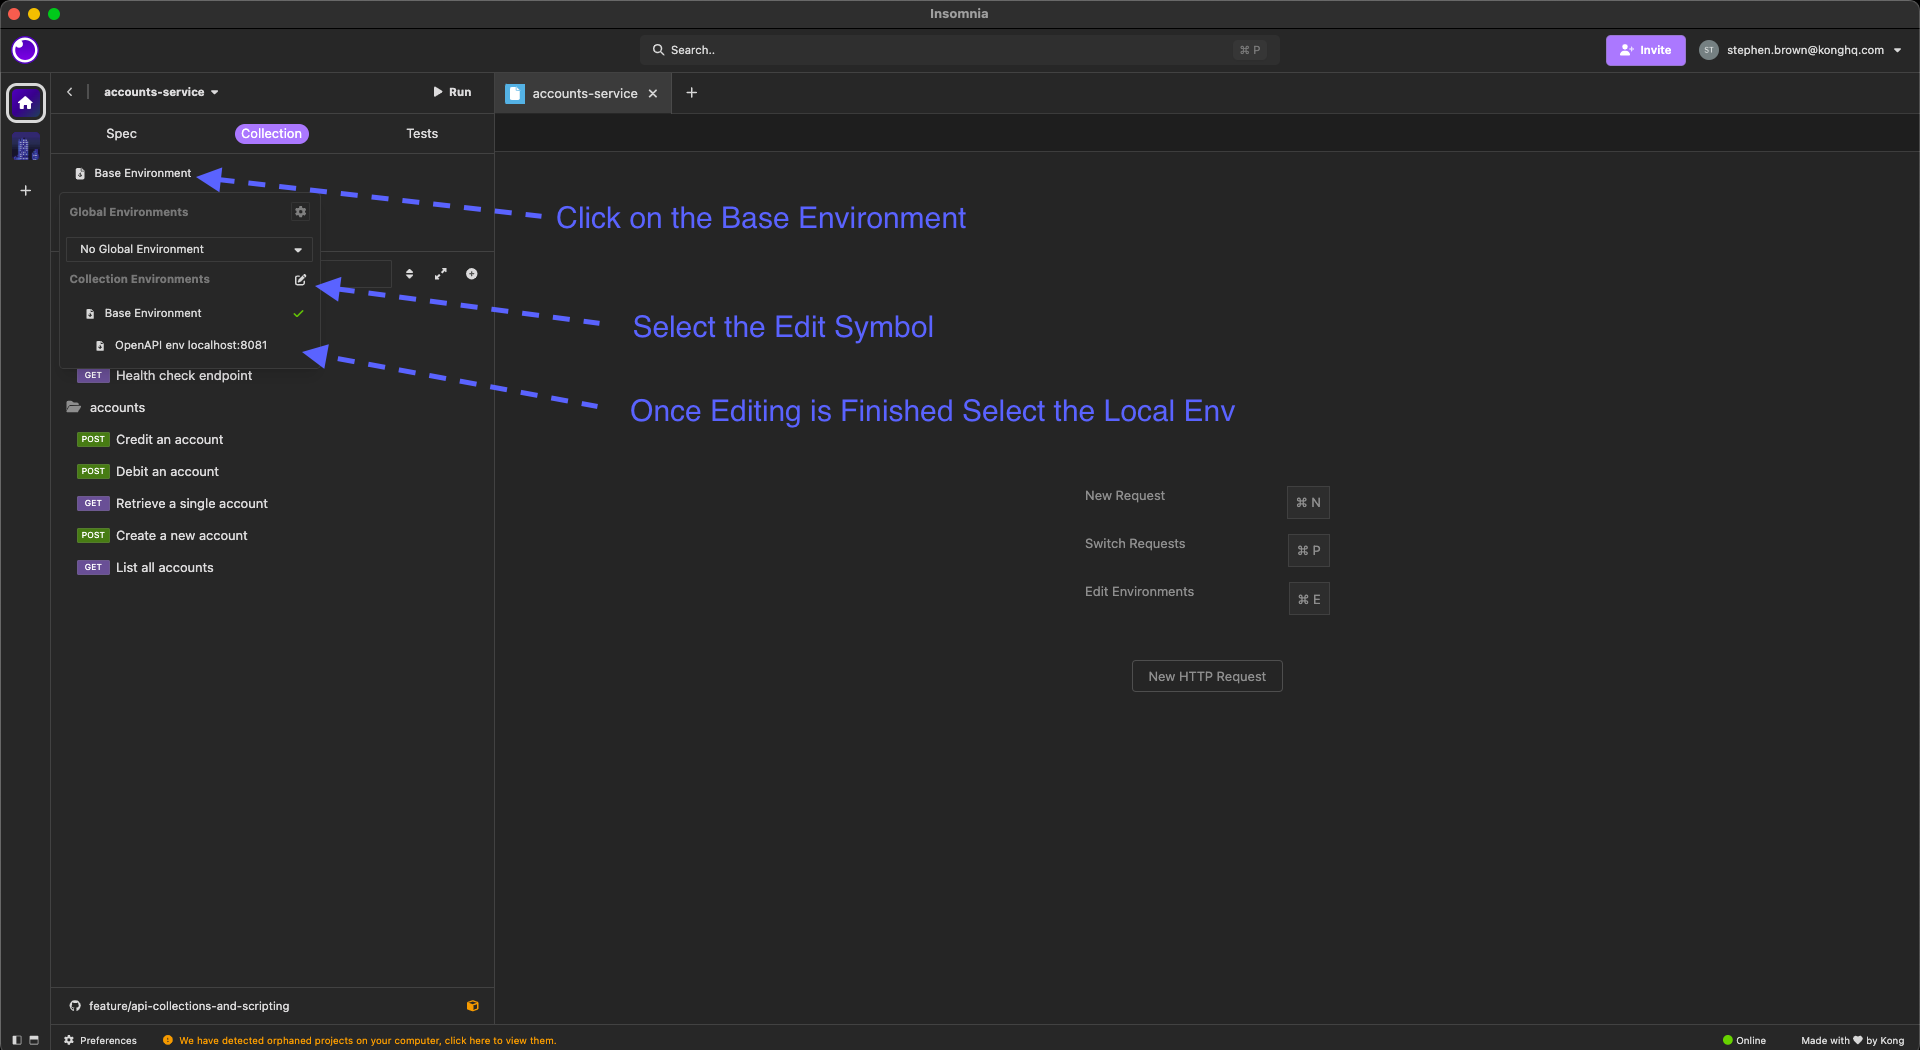 Insomnia
Search..
⌘ P
Invite
ST
stephen.brown@konghq.com
accounts-service
Run
accounts-service
Spec
Collection
Tests
Base Environment
Click on the Base Environment
Global Environments
No Global Environment
Collection Environments
Select the Edit Symbol
Base Environment
OpenAPI env localhost:8081
Once Editing is Finished Select the Local Env
GET Health check endpoint
accounts
POST Credit an account
POST Debit an account
GET Retrieve a single account
POST Create a new account
GET List all accounts
New Request
⌘ N
Switch Requests
⌘ P
Edit Environments
⌘ E
New HTTP Request
feature/api-collections-and-scripting
Preferences
We have detected orphaned projects on your computer, click here to view them.
Online
Made with ♥ by Kong